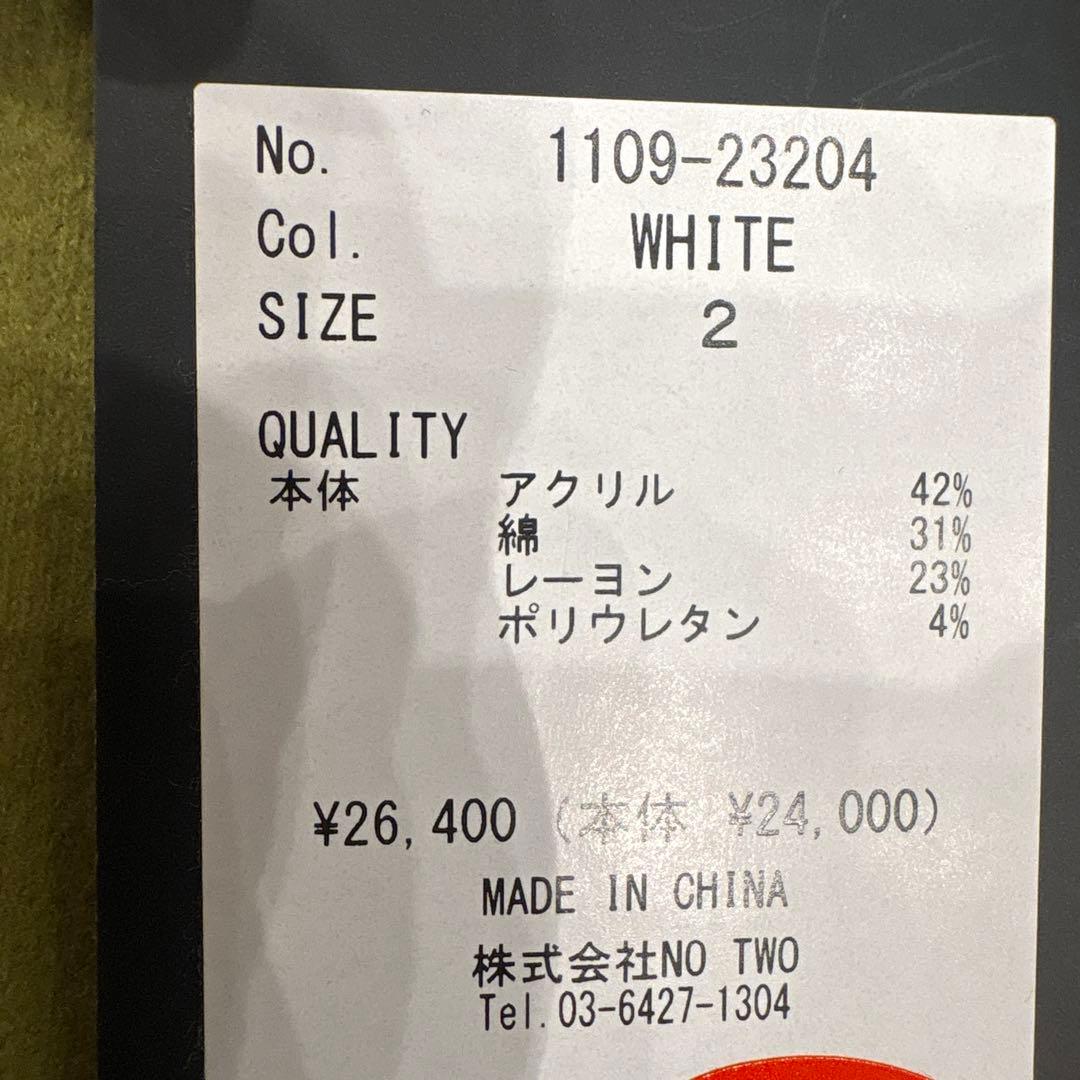 No. 1109-23204
Col. WHITE
SIZE 2
QUALITY
本体 アクリル 42%
綿 31%
レーヨン 23%
ポリウレタン 4%
¥26,400 (本体 ¥24,000)
MADE IN CHINA
株式会社NO TWO
Tel.03-6427-1304